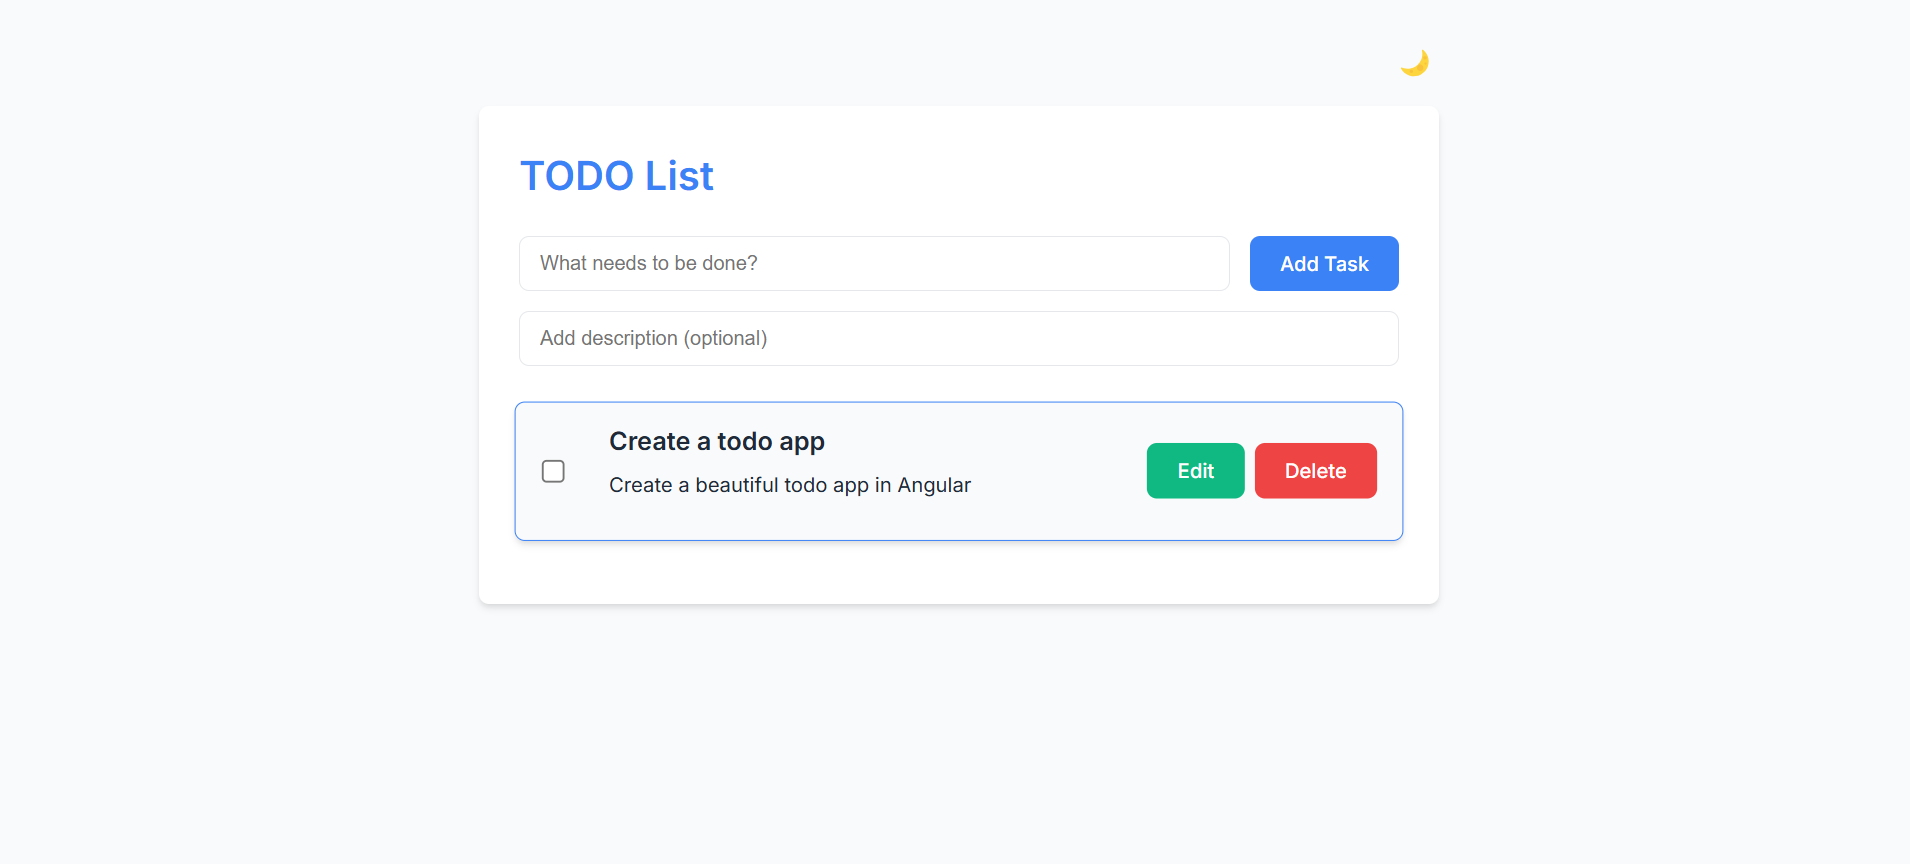 TODO List
What needs to be done?
Add Task
Add description (optional)
Create a todo app
Create a beautiful todo app in Angular
Edit
Delete